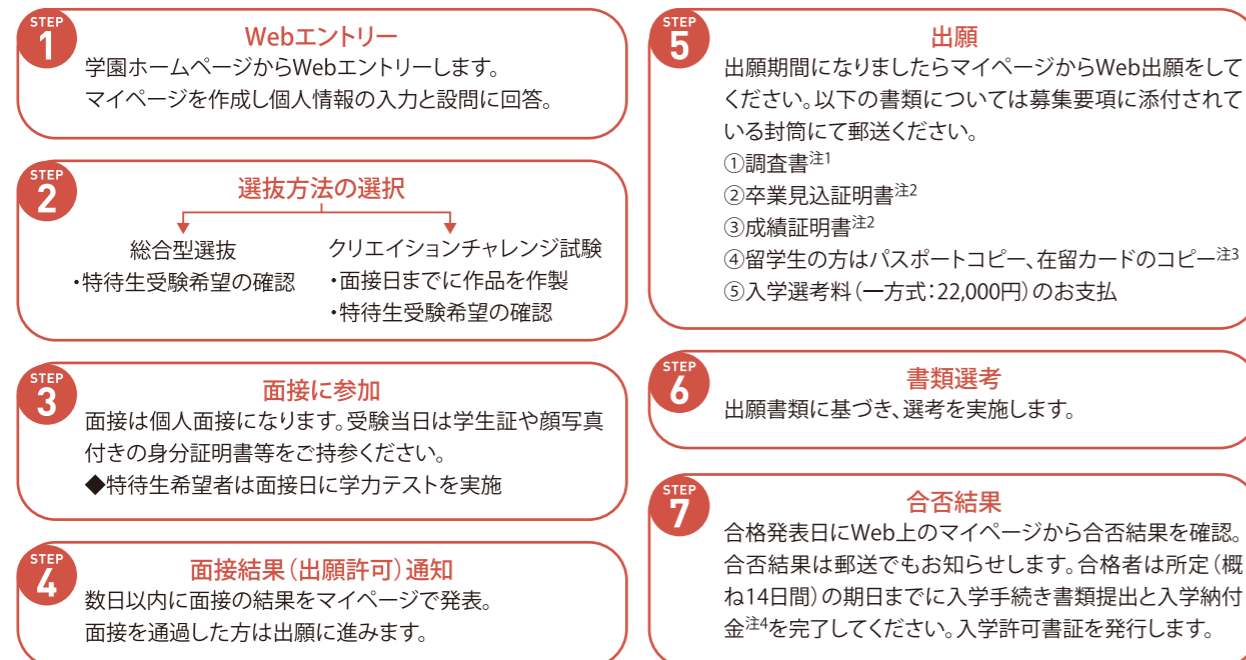 STEP
1
Webエントリー
学園ホームページからWebエントリーします。
マイページを作成し個人情報の入力と設問に回答。
STEP
2
選抜方法の選択
総合型選抜
・特待生受験希望の確認
クリエイションチャレンジ試験
・面接日までに作品を作製
・特待生受験希望の確認
STEP
3
面接に参加
面接は個人面接になります。受験当日は学生証や顔写真
付きの身分証明書等をご持参ください。
◆特待生希望者は面接日に学力テストを実施
STEP
4
面接結果(出願許可)通知
数日以内に面接の結果をマイページで発表。
面接を通過した方は出願に進みます。
STEP
5
出願
出願期間になりましたらマイページからWeb出願をして
ください。以下の書類については募集要項に添付されて
いる封筒にて郵送ください。
①調査書注1
②卒業見込証明書注2
③成績証明書注2
④留学生の方はパスポートコピー、在留カードのコピー注3
⑤入学選考料(一方式:22,000円)のお支払
STEP
6
書類選考
出願書類に基づき、選考を実施します。
STEP
7
合否結果
合格発表日にWeb上のマイページから合否結果を確認。
合否結果は郵送でもお知らせします。合格者は所定(概
ね14日間)の期日までに入学手続き書類提出と入学納付
金注4を完了してください。入学許可書証を発行します。